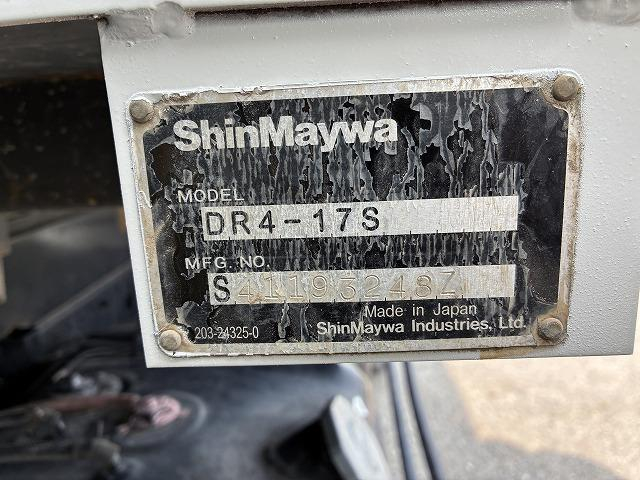 ShinMaywa
MODEL
DR4-17S
MFG. NO.
S41193248Z
Made in Japan
203-24325-0
ShinMaywa Industries, Ltd.